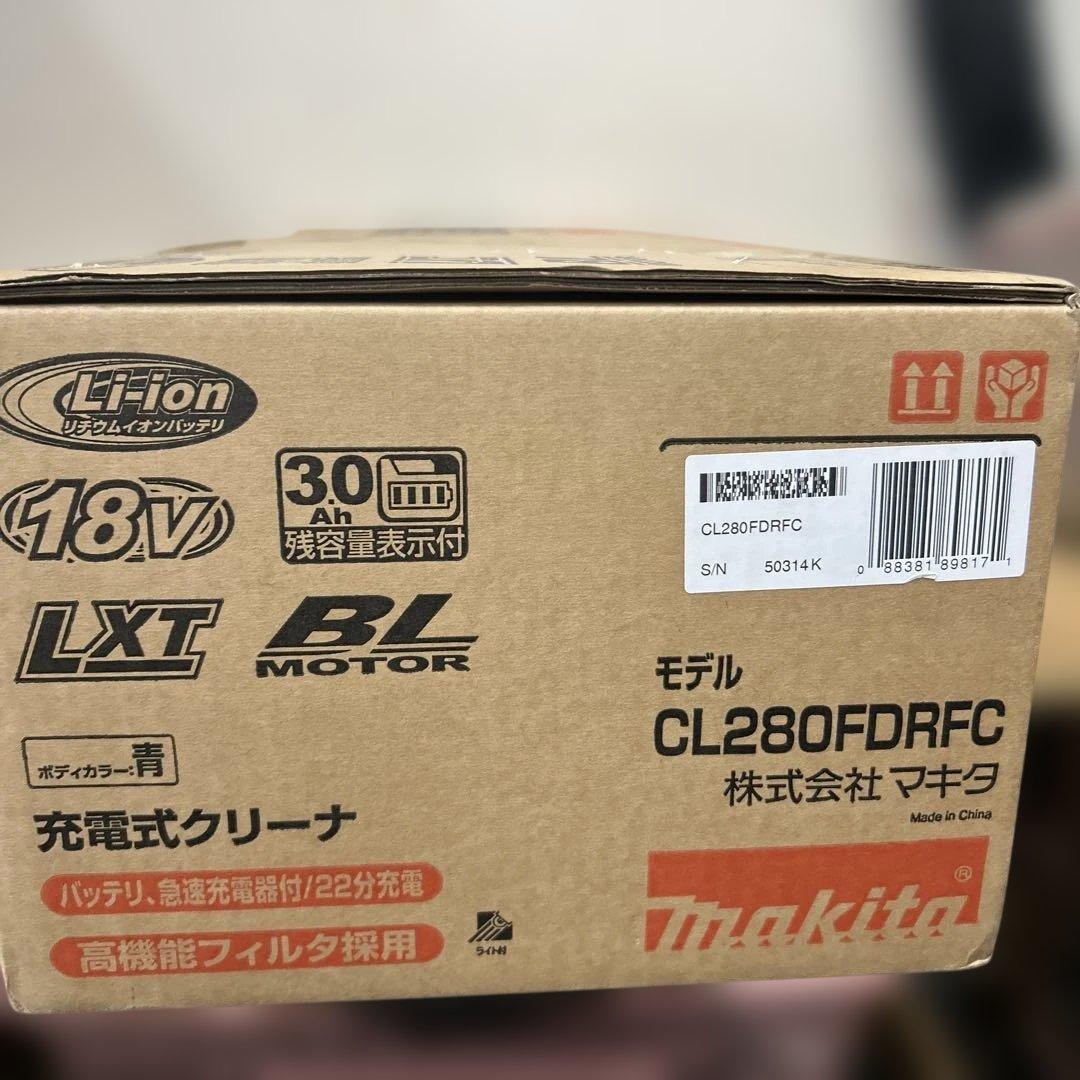 Li-ion
リチウムイオンバッテリ
18V
3.0
Ah
残容量表示付
LXT
BL
MOTOR
ボディカラー:青
充電式クリーナ
バッテリ、急速充電器付/22分充電
高機能フィルタ採用
ライト付
CL280FDRFC
S/N 50314K
0 88381 89817 1
モデル
CL280FDRFC
株式会社 マキタ
Made in China
makita®